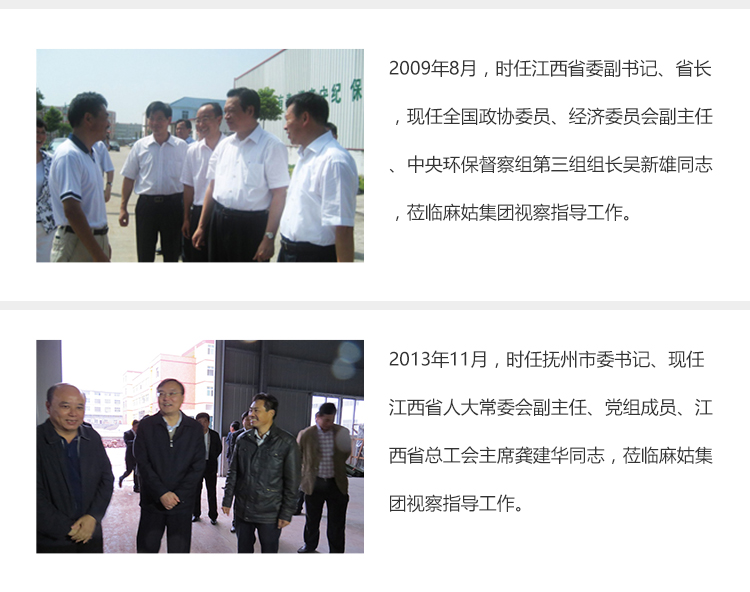 中纪 保
2009年8月，时任江西省委副书记、省长
，现任全国政协委员、经济委员会副主任
、中央环保督察组第三组组长吴新雄同志
，莅临麻姑集团视察指导工作。
2013年11月，时任抚州市委书记、现任
江西省人大常委会副主任、党组成员、江
西省总工会主席龚建华同志，莅临麻姑集
团视察指导工作。